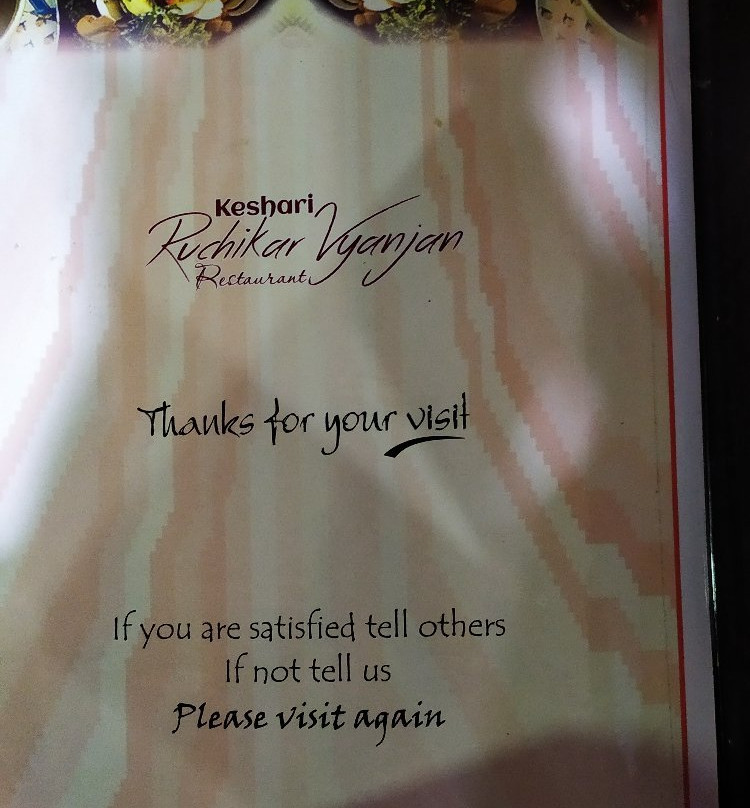 Keshari
Ruchikar Vyanjan
Restaurant
Thanks for your visit
If you are satisfied tell others
If not tell us
Please visit again